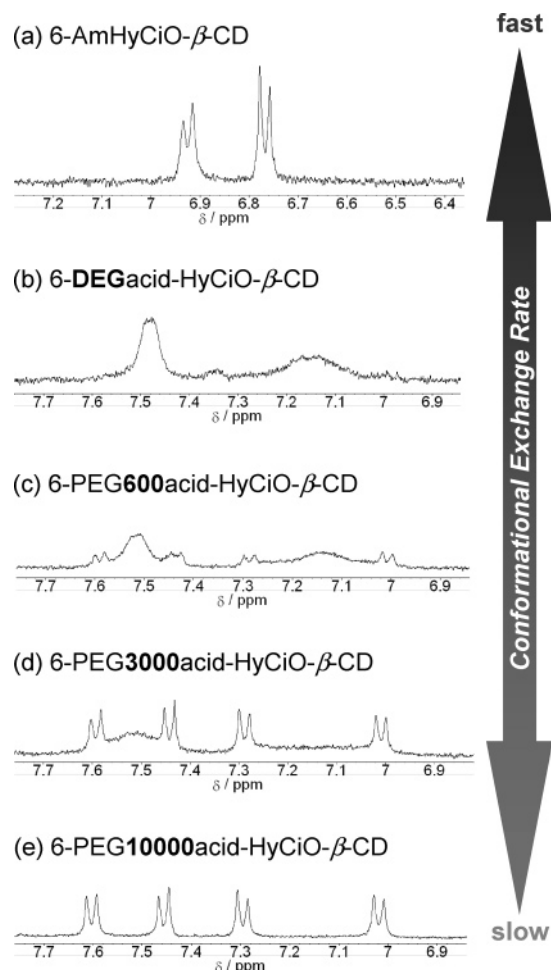 fast
(a) 6-AmHyCiO-β-CD
7.2 7.1 7 6.9 6.8 6.7 6.6 6.5 6.4
δ / ppm
(b) 6-DEGacid-HyCiO-β-CD
7.7 7.6 7.5 7.4 7.3 7.2 7.1 7 6.9
δ / ppm
(c) 6-PEG600acid-HyCiO-β-CD
7.7 7.6 7.5 7.4 7.3 7.2 7.1 7 6.9
δ / ppm
(d) 6-PEG3000acid-HyCiO-β-CD
7.7 7.6 7.5 7.4 7.3 7.2 7.1 7 6.9
δ / ppm
(e) 6-PEG10000acid-HyCiO-β-CD
7.7 7.6 7.5 7.4 7.3 7.2 7.1 7 6.9
δ / ppm
Conformational Exchange Rate
slow